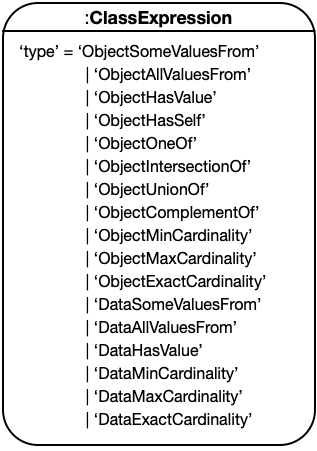 :ClassExpression
‘type’ = ‘ObjectSomeValuesFrom’
| ‘ObjectAllValuesFrom’
| ‘ObjectHasValue’
| ‘ObjectHasSelf’
| ‘ObjectOneOf’
| ‘ObjectIntersectionOf’
| ‘ObjectUnionOf’
| ‘ObjectComplementOf’
| ‘ObjectMinCardinality’
| ‘ObjectMaxCardinality’
| ‘ObjectExactCardinality’
| ‘DataSomeValuesFrom’
| ‘DataAllValuesFrom’
| ‘DataHasValue’
| ‘DataMinCardinality’
| ‘DataMaxCardinality’
| ‘DataExactCardinality’